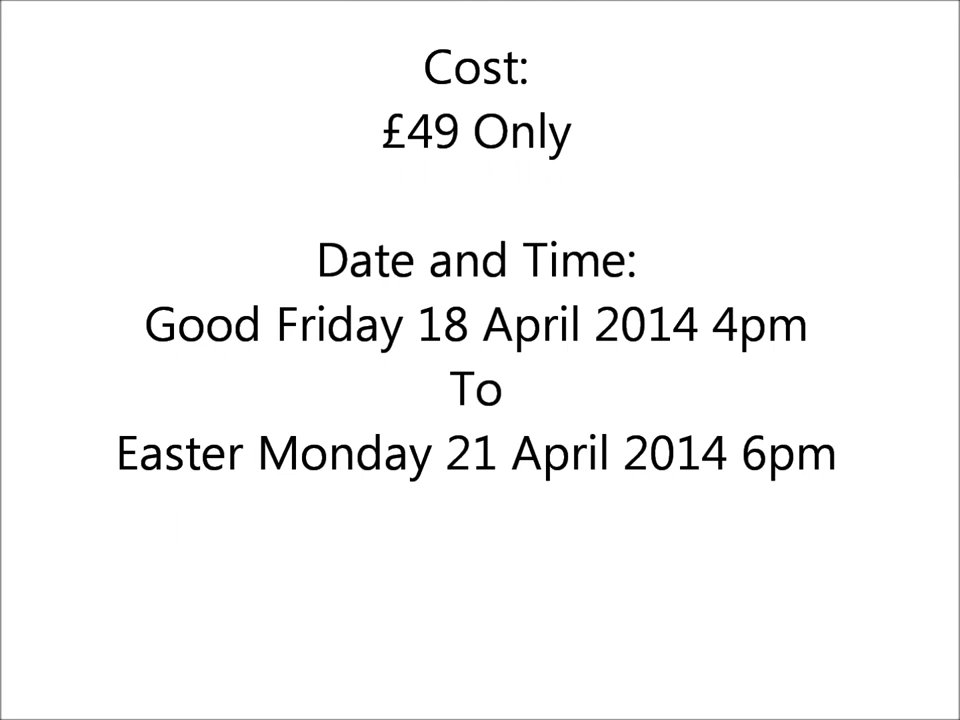 Cost:
£49 Only
Date and Time:
Good Friday 18 April 2014 4pm
To
Easter Monday 21 April 2014 6pm